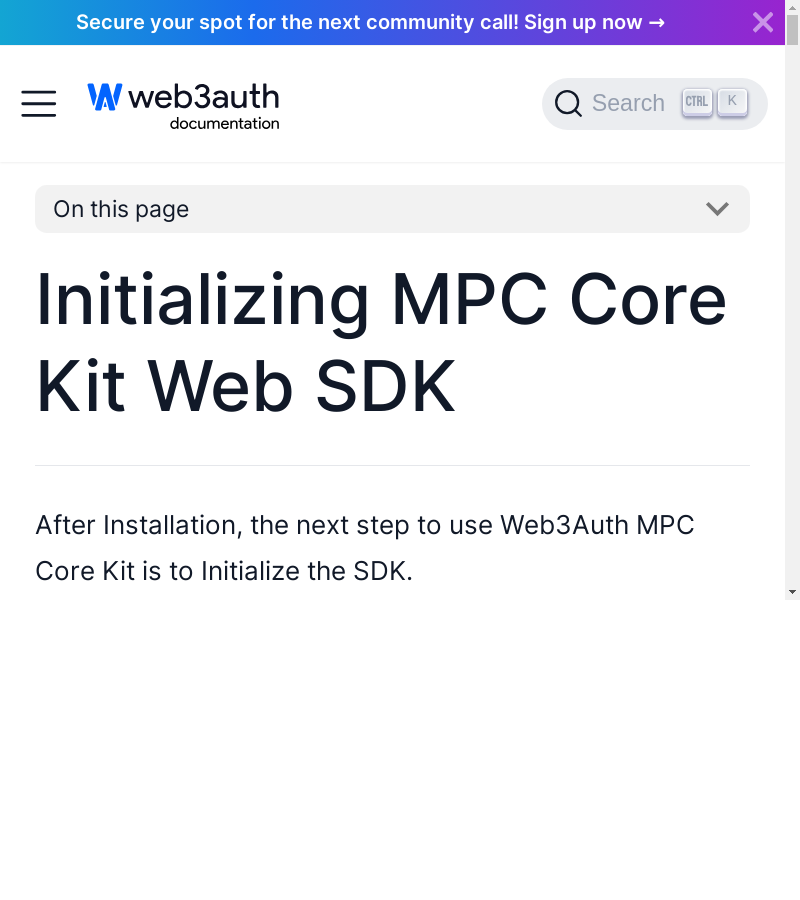 Secure your spot for the next community call! Sign up now →
web3auth
documentation
Search
CTRL
K
On this page
Initializing MPC Core
Kit Web SDK
After Installation, the next step to use Web3Auth MPC
Core Kit is to Initialize the SDK.